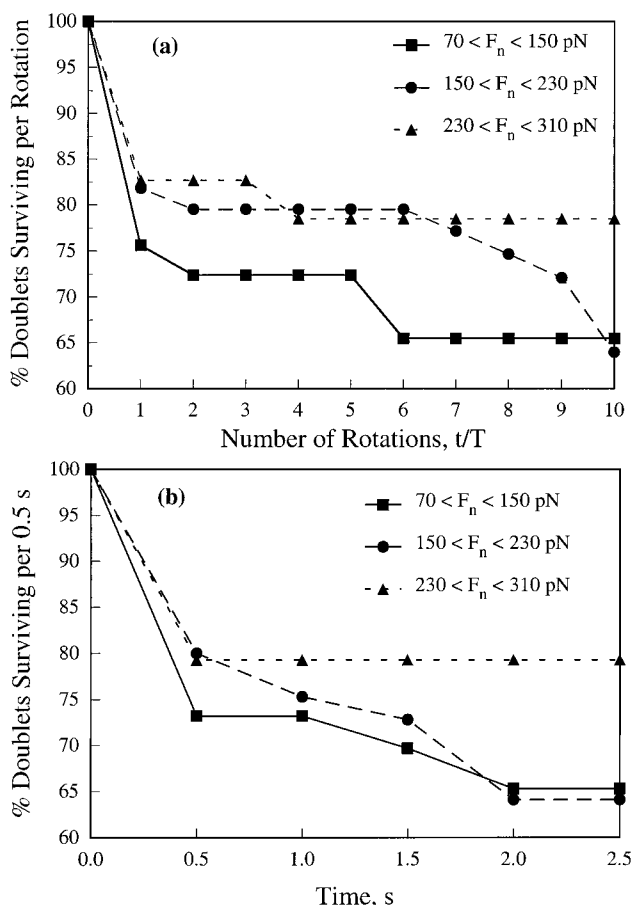 (a)
70 < Fn < 150 pN
150 < Fn < 230 pN
230 < Fn < 310 pN
% Doublets Surviving per Rotation
100
95
90
85
80
75
70
65
60
0 1 2 3 4 5 6 7 8 9 10
Number of Rotations, t/T
(b)
70 < Fn < 150 pN
150 < Fn < 230 pN
230 < Fn < 310 pN
% Doublets Surviving per 0.5 s
100
95
90
85
80
75
70
65
60
0.0 0.5 1.0 1.5 2.0 2.5
Time, s